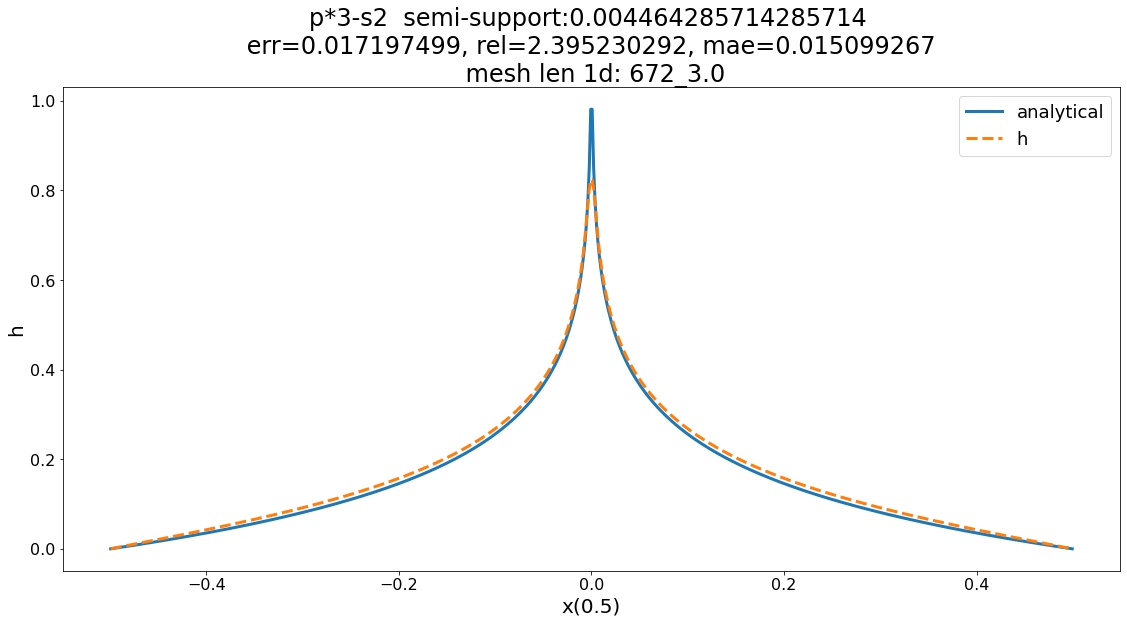 p*3-s2  semi-support:0.004464285714285714
err=0.017197499, rel=2.395230292, mae=0.015099267
mesh len 1d: 672_3.0
1.0
0.8
0.6
0.4
0.2
0.0
h
analytical
h
−0.4
−0.2
0.0
0.2
0.4
x(0.5)